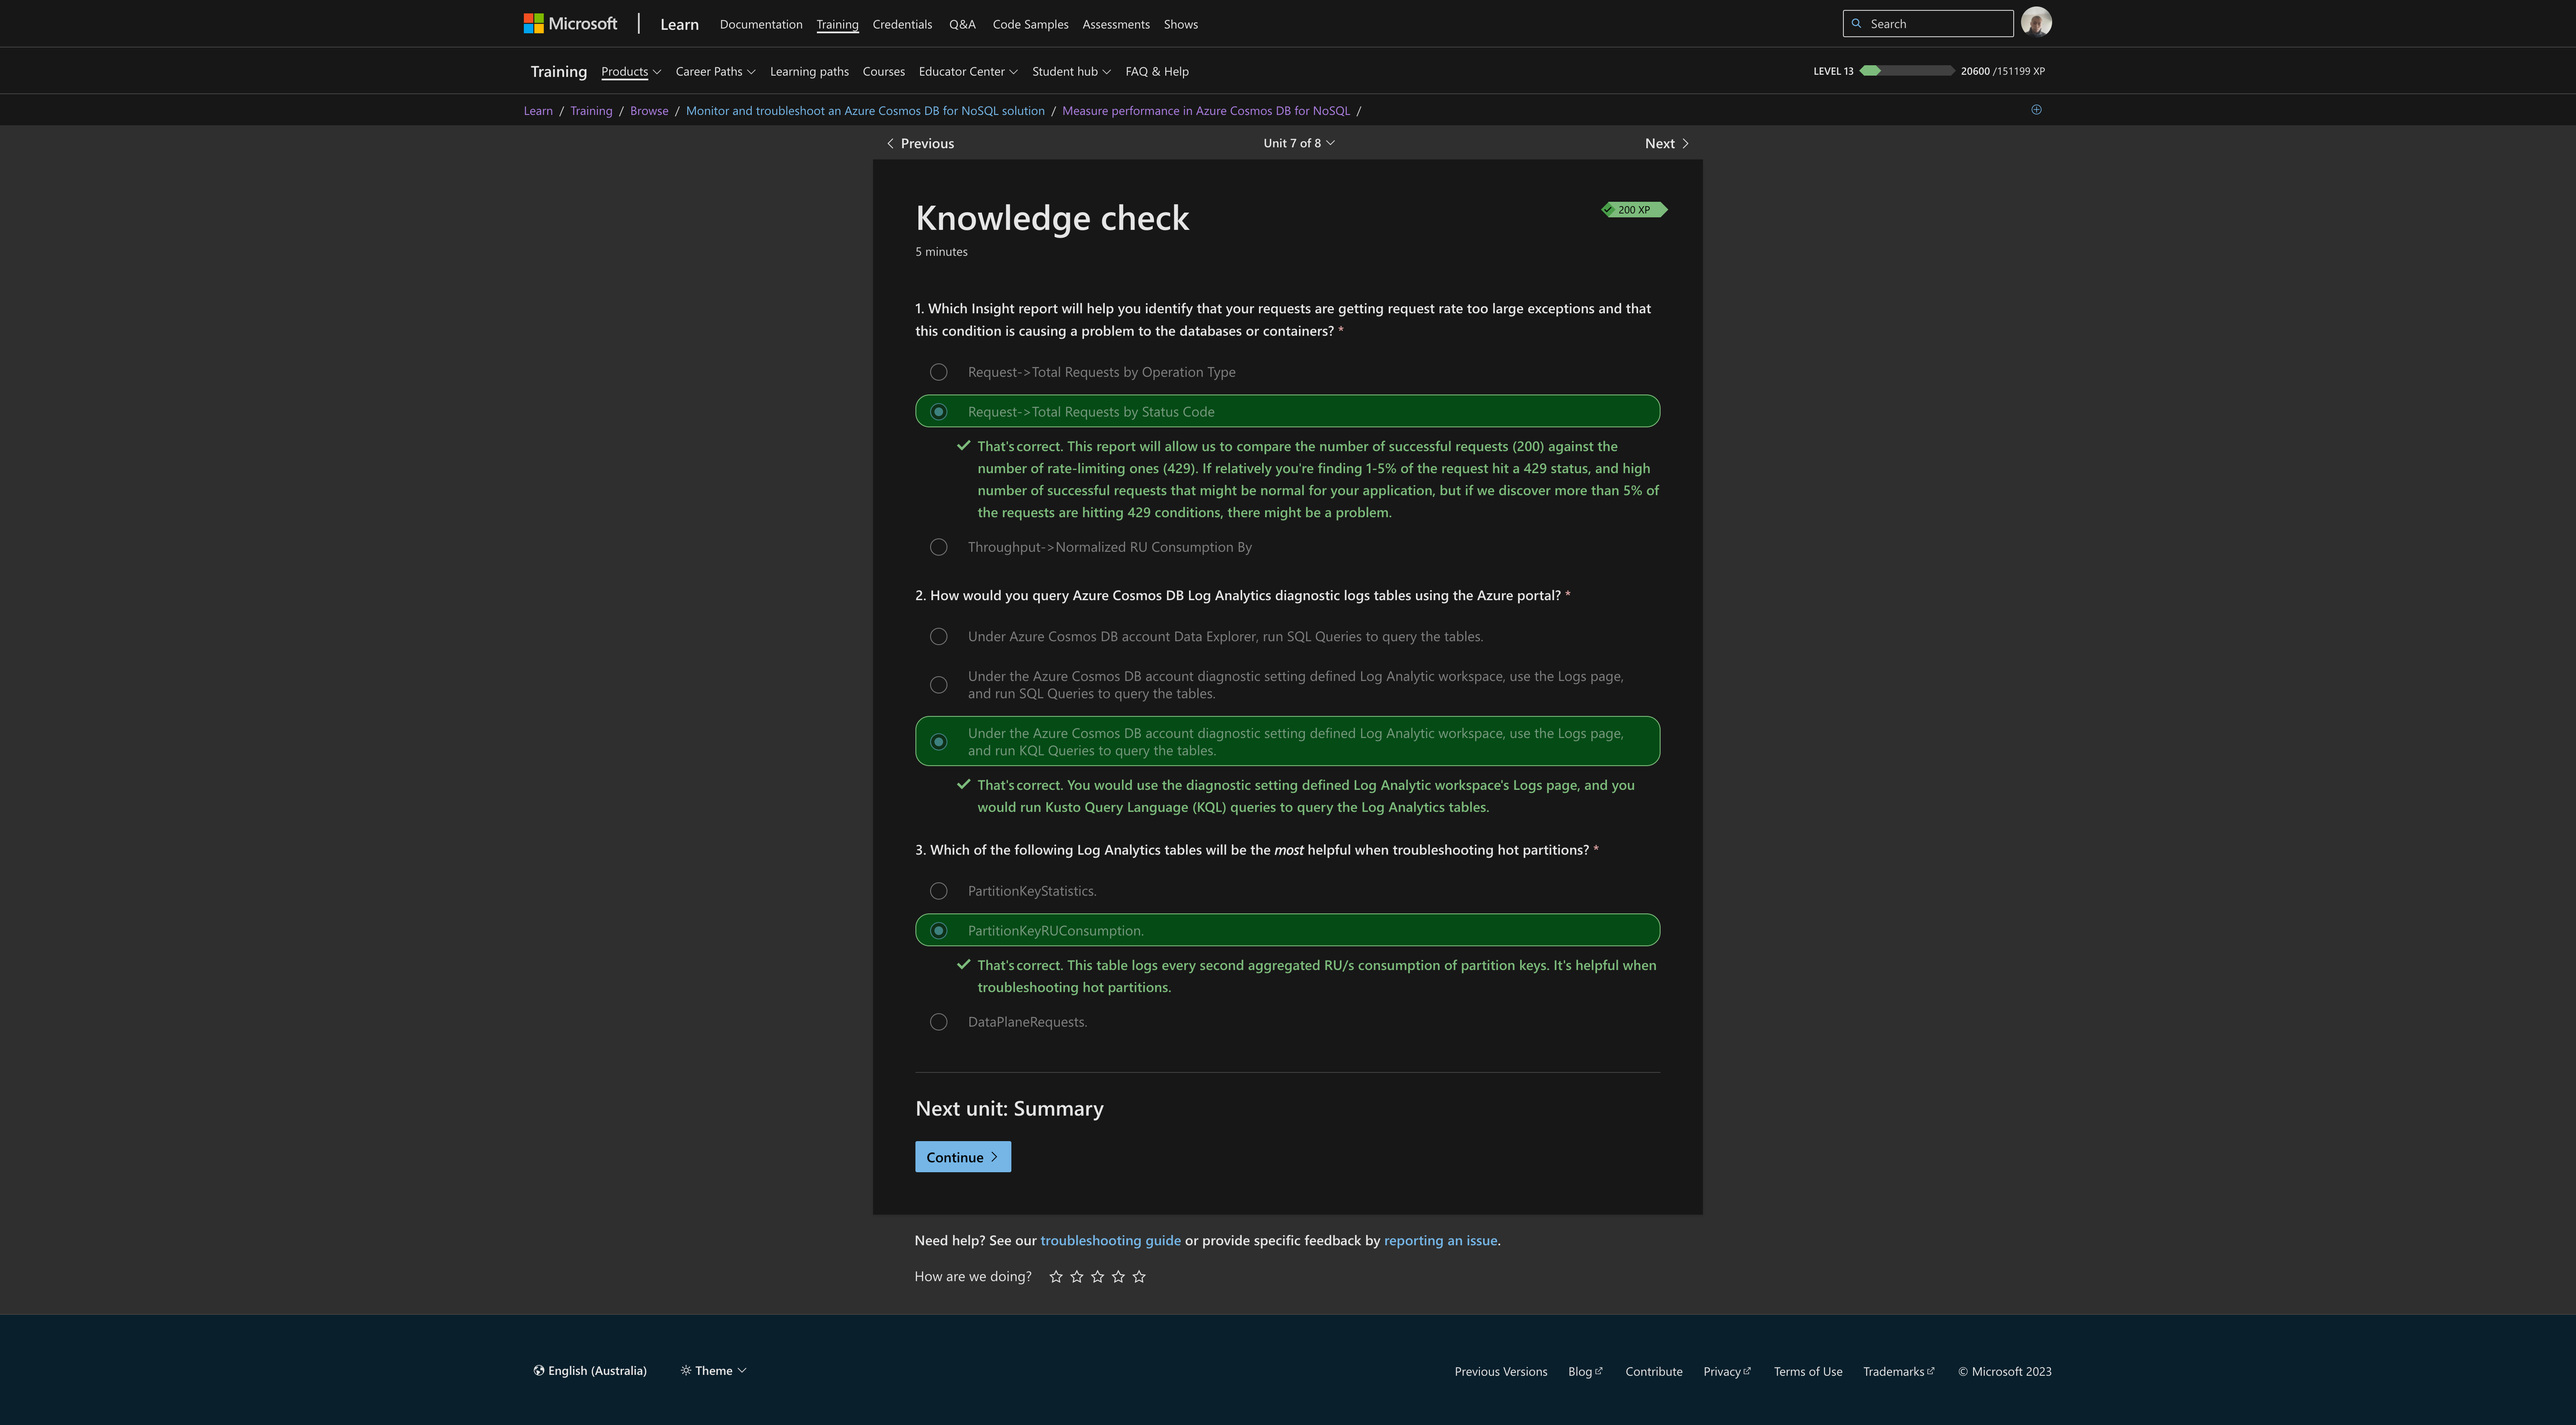 Microsoft Learn Documentation Training Credentials Q&A Code Samples Assessments Shows Search
Training Products Career Paths Learning paths Courses Educator Center Student hub FAQ & Help LEVEL 13 20600 /151199 XP
Learn / Training / Browse / Monitor and troubleshoot an Azure Cosmos DB for NoSQL solution / Measure performance in Azure Cosmos DB for NoSQL /
Previous Unit 7 of 8 Next
Knowledge check
200 XP
5 minutes
1. Which Insight report will help you identify that your requests are getting request rate too large exceptions and that
this condition is causing a problem to the databases or containers? *
Request->Total Requests by Operation Type
Request->Total Requests by Status Code
That's correct. This report will allow us to compare the number of successful requests (200) against the
number of rate-limiting ones (429). If relatively you're finding 1-5% of the request hit a 429 status, and high
number of successful requests that might be normal for your application, but if we discover more than 5% of
the requests are hitting 429 conditions, there might be a problem.
Throughput->Normalized RU Consumption By
2. How would you query Azure Cosmos DB Log Analytics diagnostic logs tables using the Azure portal? *
Under Azure Cosmos DB account Data Explorer, run SQL Queries to query the tables.
Under the Azure Cosmos DB account diagnostic setting defined Log Analytic workspace, use the Logs page,
and run SQL Queries to query the tables.
Under the Azure Cosmos DB account diagnostic setting defined Log Analytic workspace, use the Logs page,
and run KQL Queries to query the tables.
That's correct. You would use the diagnostic setting defined Log Analytic workspace's Logs page, and you
would run Kusto Query Language (KQL) queries to query the Log Analytics tables.
3. Which of the following Log Analytics tables will be the most helpful when troubleshooting hot partitions? *
PartitionKeyStatistics.
PartitionKeyRUConsumption.
That's correct. This table logs every second aggregated RU/s consumption of partition keys. It's helpful when
troubleshooting hot partitions.
DataPlaneRequests.
Next unit: Summary
Continue
Need help? See our troubleshooting guide or provide specific feedback by reporting an issue.
How are we doing?
English (Australia) Theme Previous Versions Blog Contribute Privacy Terms of Use Trademarks © Microsoft 2023